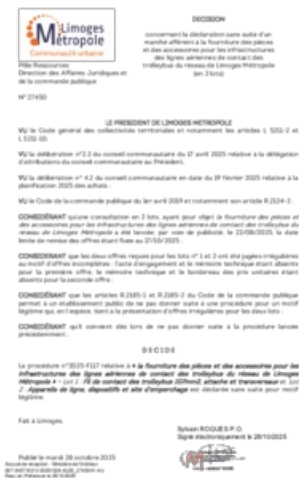 Limoges
Métropole
Communauté urbaine
Pôle Ressources
Direction des Affaires Juridiques et
de la commande publique
N° 27450
DECISION
concernant la déclaration sans suite d'un
marché afférent à la fourniture des pièces
et des accessoires pour les infrastructures
des lignes aériennes de contact des
trolleybus du réseau de Limoges Métropole
(en 2 lots)
LE PRESIDENT DE LIMOGES METROPOLE
VU le Code général des collectivités territoriales et notamment les articles L 5211-2 et
L 5211-10;
VU la délibération n°2.2 du conseil communautaire du 17 avril 2025 relative à la délégation
d'attributions du conseil communautaire au Président.
VU la délibération n° 4.2 du conseil communautaire en date du 19 février 2025 relative à la
planification 2025 des achats.
VU le Code de la commande publique du 1er avril 2019 et notamment son article R.2124-2.
CONSIDÉRANT qu'une consultation en 2 lots, ayant pour objet la fourniture des pièces et
des accessoires pour les infrastructures des lignes aériennes de contact des trolleybus du
réseau de Limoges Métropole a été lancée, par voie de publicité, le 22/08/2025, la date
limite de remise des offres étant fixée au 17/10/2025;
CONSIDÉRANT que les deux offres reçues pour les lots n° 1 et 2 ont été jugées irrégulières
au motif d'offres incomplètes : l'acte d'engagement et le mémoire technique étant absents
pour la première offre, le mémoire technique et le bordereau des prix unitaires étant
absents pour la seconde offre.
CONSIDÉRANT que les articles R.2185-1 et R.2185-2 du Code de la commande publique
permet à un établissement public de ne pas donner suite à une procédure pour un motif
légitime qui, en l'espèce, tient à la présentation d'offres irrégulières pour les deux lots;
CONSIDÉRANT qu'il convient dès lors de ne pas donner suite à la procédure lancée
précédemment;
DECIDE
La procédure n°2025-F117 relative à « la fourniture des pièces et des accessoires pour les
infrastructures des lignes aériennes de contact des trolleybus du réseau de Limoges
Métropole » - Lot 1 : Fil de contact des trolleybus 107mm2, attache et transversaux et Lot
2 : Appareils de ligne, dispositifs et site d'emperchage est déclarée sans suite pour motif
légitime.
Fait à Limoges
Sylvain ROQUES P.O.
Signé électroniquement le 28/10/2025
Publié le mardi 28 octobre 2025
Accusé de réception - Ministère de l'Intérieur